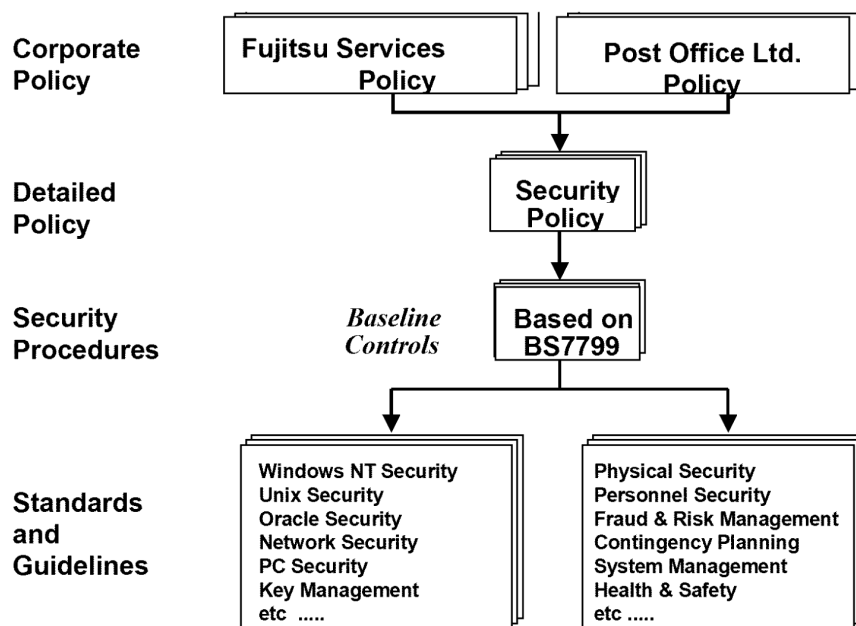 Corporate
Policy
Fujitsu Services
Policy
Post Office Ltd.
Policy
Detailed
Policy
Security
Policy
Security
Procedures
Baseline
Controls
Based on
BS7799
Standards
and
Guidelines
Windows NT Security
Unix Security
Oracle Security
Network Security
PC Security
Key Management
etc .....
Physical Security
Personnel Security
Fraud & Risk Management
Contingency Planning
System Management
Health & Safety
etc .....